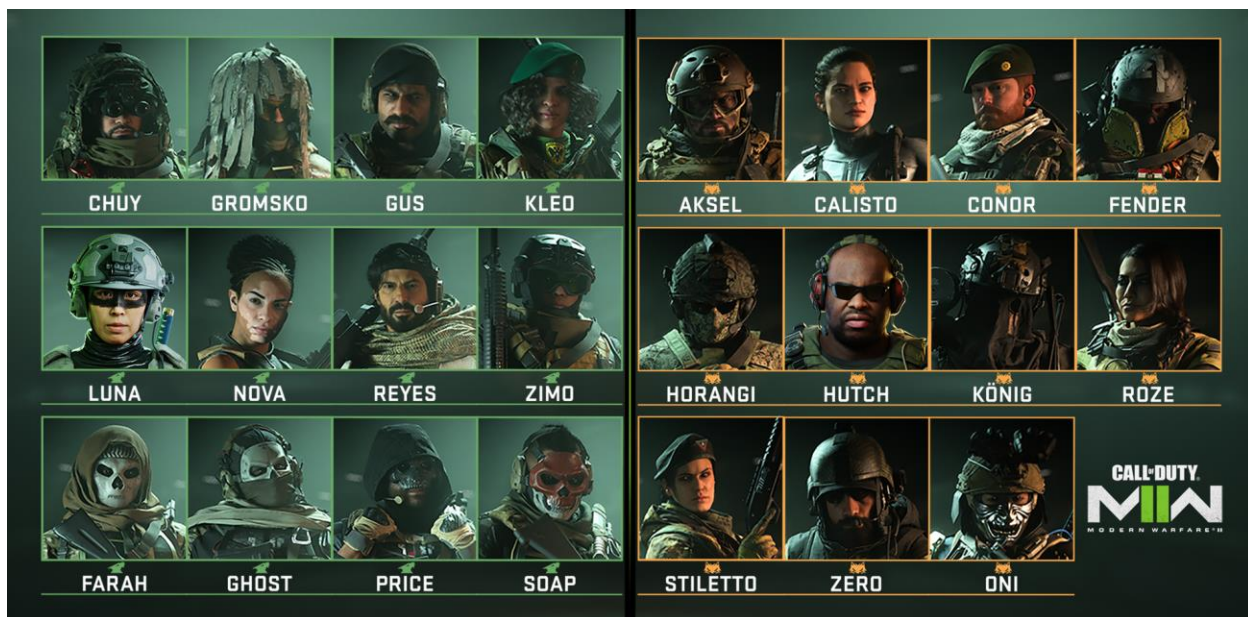 CHUY GROMSKO GUS KLEO
AKSEL CALISTO CONOR FENDER
LUNA NOVA REYES ZIMO
HORANGI HUTCH KÖNIG ROZE
FARAH GHOST PRICE SOAP
STILETTO ZERO ONI
CALL OF DUTY
MWII
MODERN WARFARE II